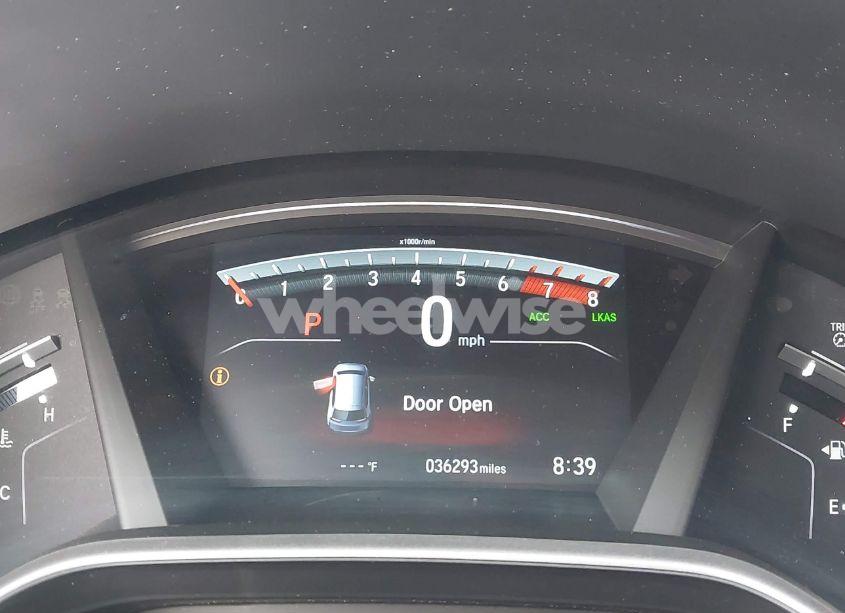 x1000r/min
0 1 2 3 4 5 6 7 8
wheelwise
P 0 mph ACC LKAS
i
Door Open
---°F 036293miles 8:39
H
C
TRI
F
E